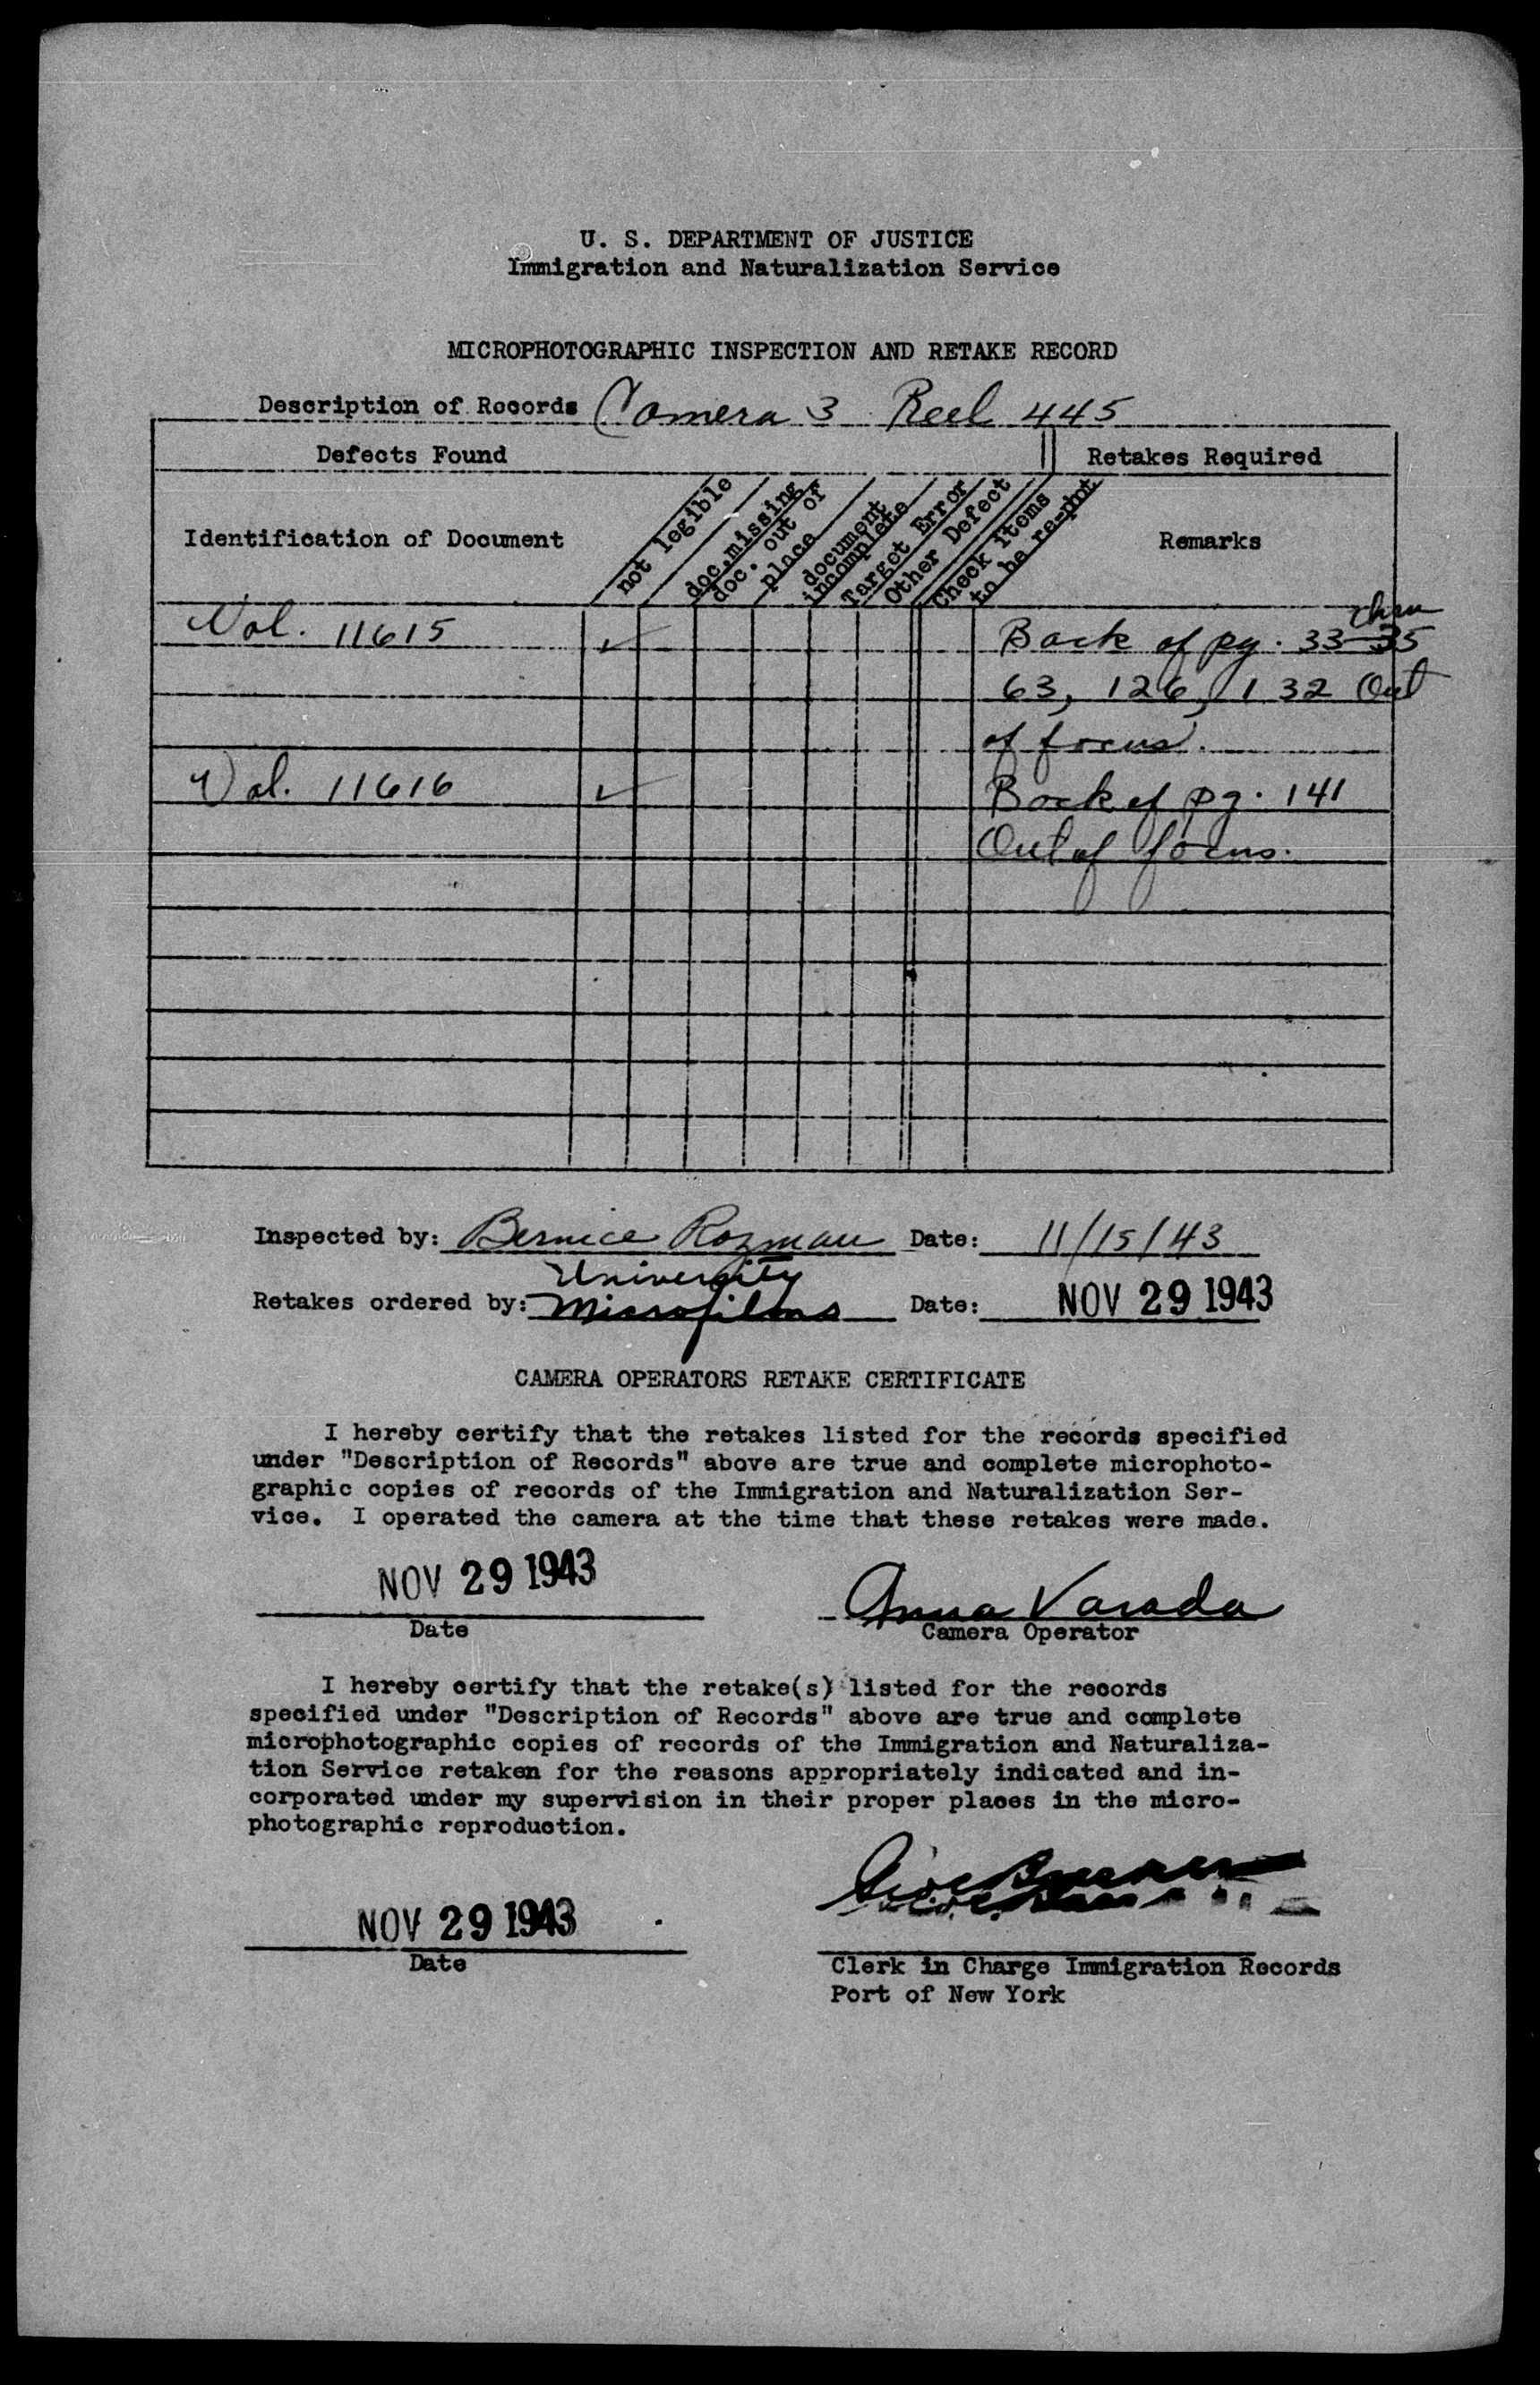 U. S. DEPARTMENT OF JUSTICE
Immigration and Naturalization Service
MICROPHOTOGRAPHIC INSPECTION AND RETAKE RECORD
Description of Records Camera 3 Reel 445
Defects Found Retakes Required
Identification of Document
not legible
doc. missing
doc. out of
place
document
incomplete
Target Error
Other Defect
Check items
to be re-phot
Remarks
thru
Vol. 11615 ✓ Back of pg. 33-35
63, 126, 132 Out
of focus.
Vol. 11616 ✓ Back of pg. 141
Out of focus.
Inspected by: Bernice Rozman Date: 11/15/43
University
Retakes ordered by: Microfilms Date: NOV 29 1943
CAMERA OPERATORS RETAKE CERTIFICATE
I hereby certify that the retakes listed for the records specified
under "Description of Records" above are true and complete microphoto-
graphic copies of records of the Immigration and Naturalization Ser-
vice. I operated the camera at the time that these retakes were made.
NOV 29 1943 Anna Varada
Date Camera Operator
I hereby certify that the retake(s) listed for the records
specified under "Description of Records" above are true and complete
microphotographic copies of records of the Immigration and Naturaliza-
tion Service retaken for the reasons appropriately indicated and in-
corporated under my supervision in their proper places in the micro-
photographic reproduction.
NOV 29 1943
Date
Clerk in Charge Immigration Records
Port of New York